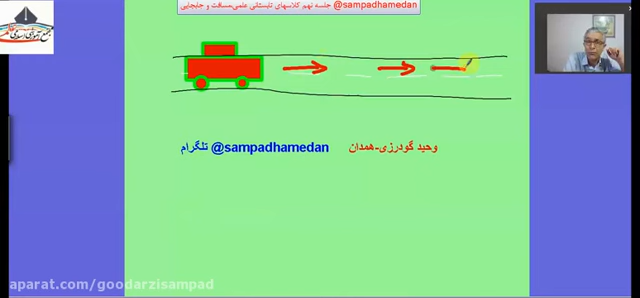 جلسه نهم کلاسهای تابستانی علمی،مسافت و جابجایی @sampadhamedan
وحید گودرزی-همدان @sampadhamedan تلگرام
aparat.com/goodarzisampad